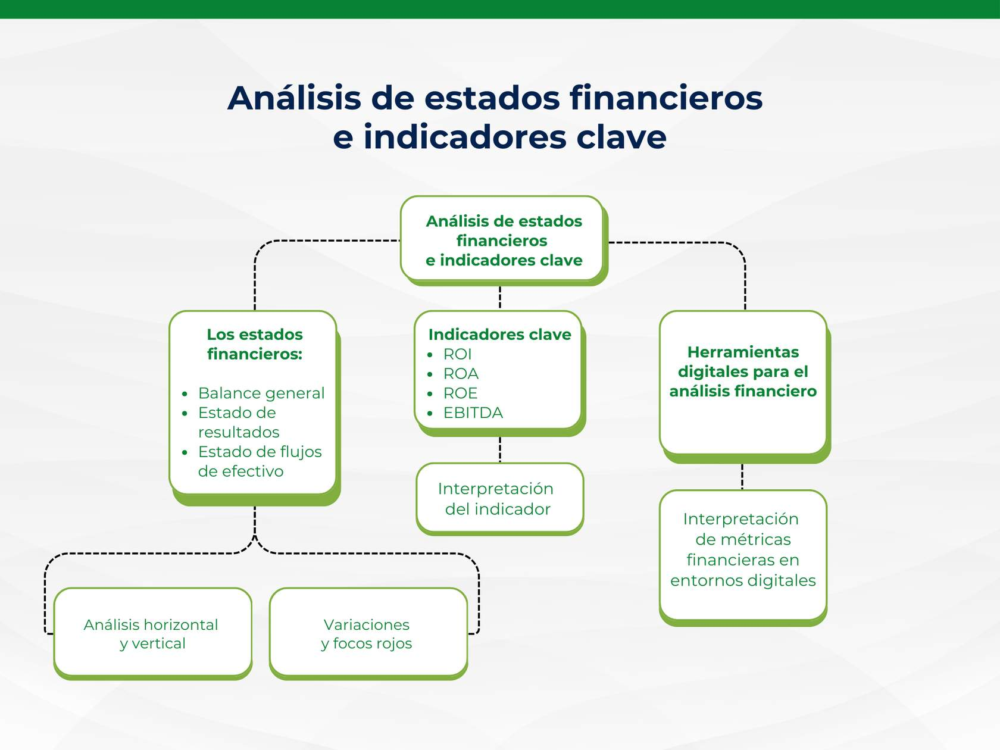 Análisis de estados financieros
e indicadores clave
Análisis de estados
financieros
e indicadores clave
Los estados
financieros:
• Balance general
• Estado de
resultados
• Estado de flujos
de efectivo
Indicadores clave
• ROI
• ROA
• ROE
• EBITDA
Herramientas
digitales para el
análisis financiero
Interpretación
del indicador
Interpretación
de métricas
financieras en
entornos digitales
Análisis horizontal
y vertical
Variaciones
y focos rojos